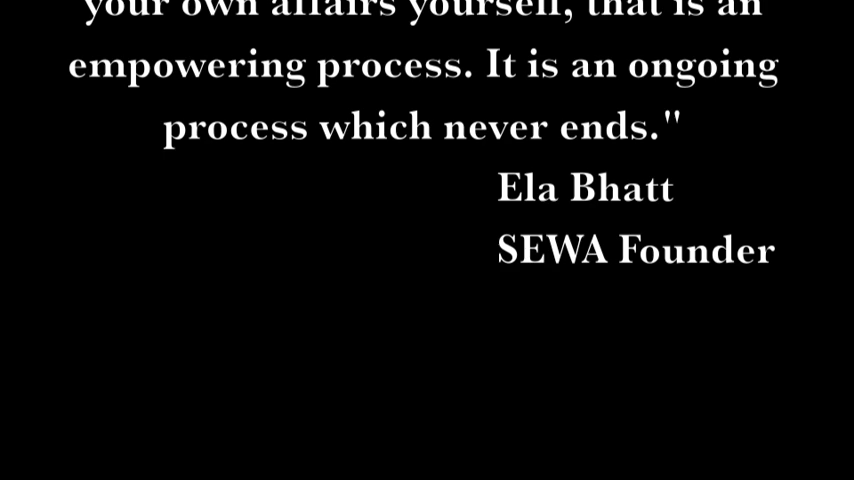 your own affairs yourself, that is an
empowering process. It is an ongoing
process which never ends."
Ela Bhatt
SEWA Founder